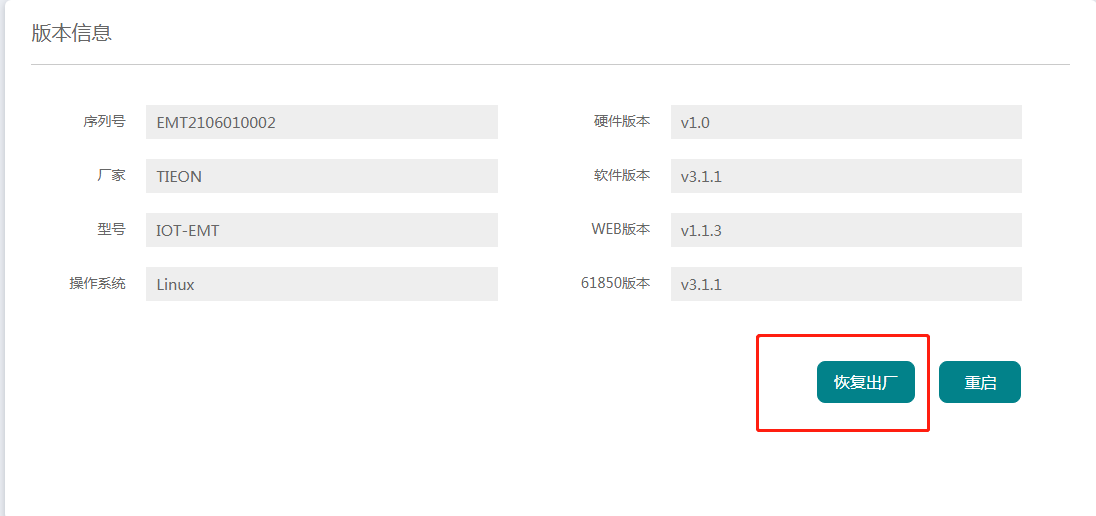 版本信息
序列号 EMT2106010002 硬件版本 v1.0
厂家 TIEON 软件版本 v3.1.1
型号 IOT-EMT WEB版本 v1.1.3
操作系统 Linux 61850版本 v3.1.1
恢复出厂 重启